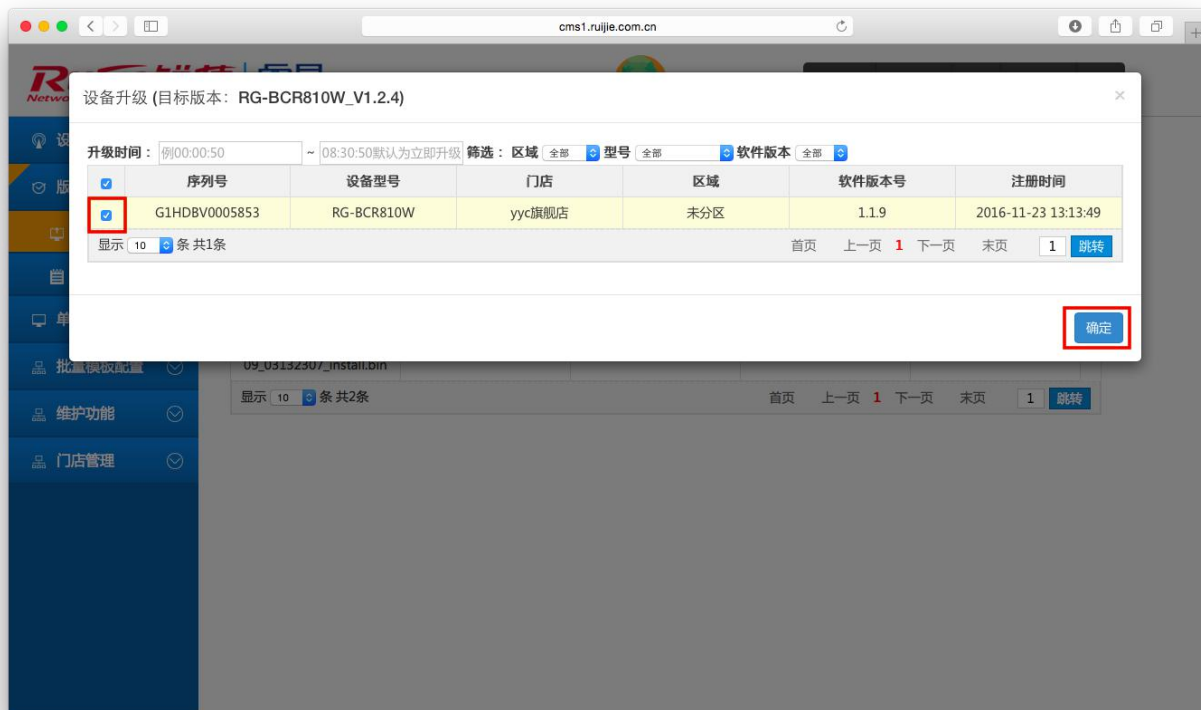 cms1.ruijie.com.cn
设备升级 (目标版本：RG-BCR810W_V1.2.4) ×
升级时间： 例00:00:50 ~ 08:30:50默认为立即升级 筛选： 区域 全部 型号 全部 软件版本 全部
序列号 设备型号 门店 区域 软件版本号 注册时间
G1HDBV0005853 RG-BCR810W yyc旗舰店 未分区 1.1.9 2016-11-23 13:13:49
显示 10 条 共1条 首页 上一页 1 下一页 末页 1 跳转
确定
设
版
单
批量模板配置
09_03132307_install.bin
显示 10 条 共2条 首页 上一页 1 下一页 末页 1 跳转
维护功能
门店管理